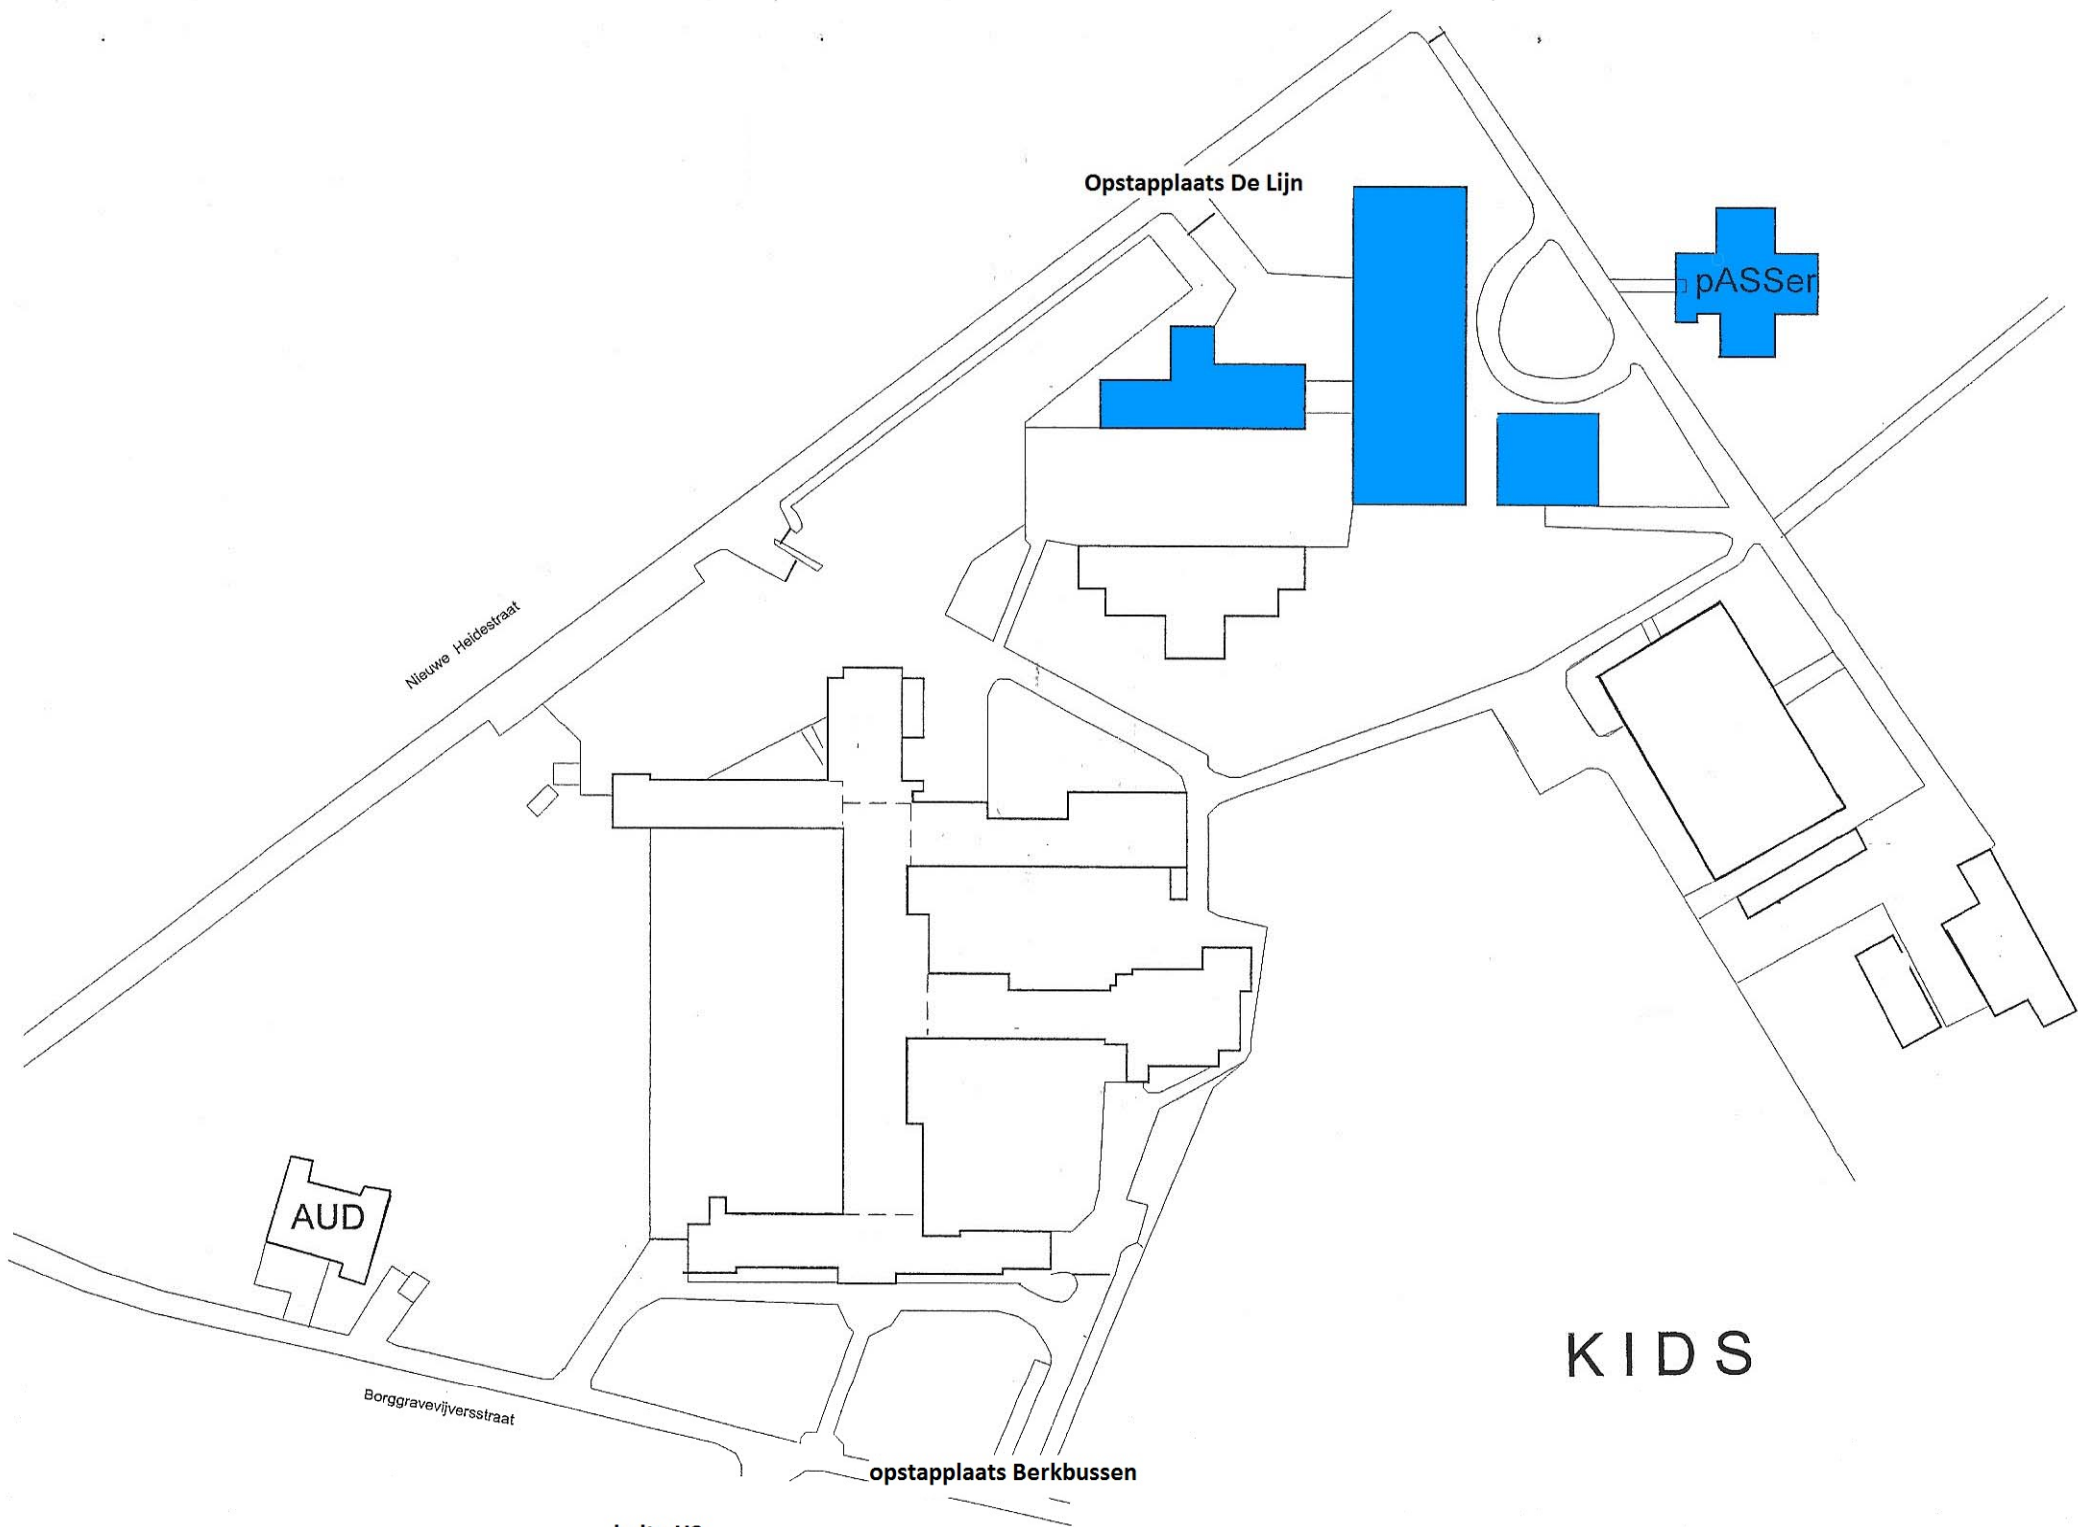 Opstapplaats De Lijn
pASSer
Nieuwe Heidestraat
AUD
KIDS
Borggravevijversstraat
opstapplaats Berkbussen